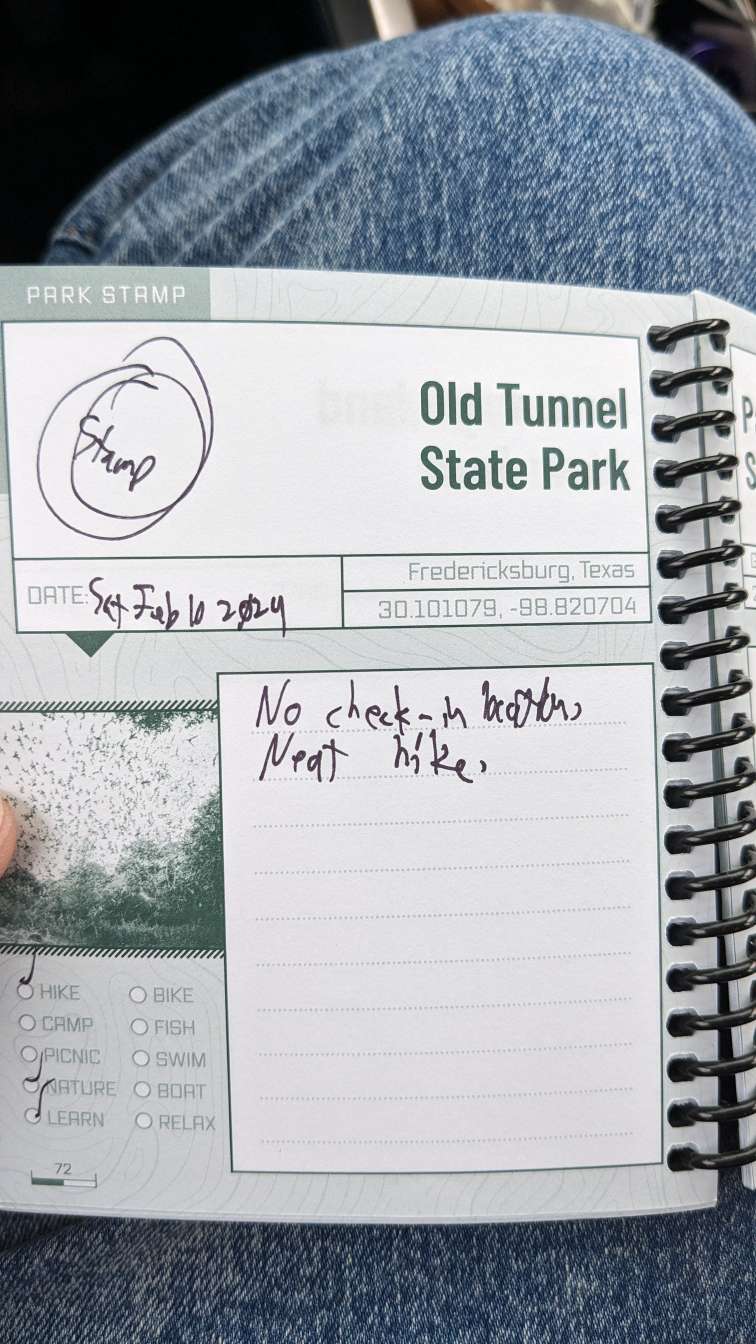 PARK STAMP
Stamp
Old Tunnel
State Park
DATE: Sat Feb 10 2024
Fredericksburg, Texas
30.101079, -98.820704
No check-in location.
Neat hike.
HIKE
BIKE
CAMP
FISH
PICNIC
SWIM
NATURE
BOAT
LEARN
RELAX
72